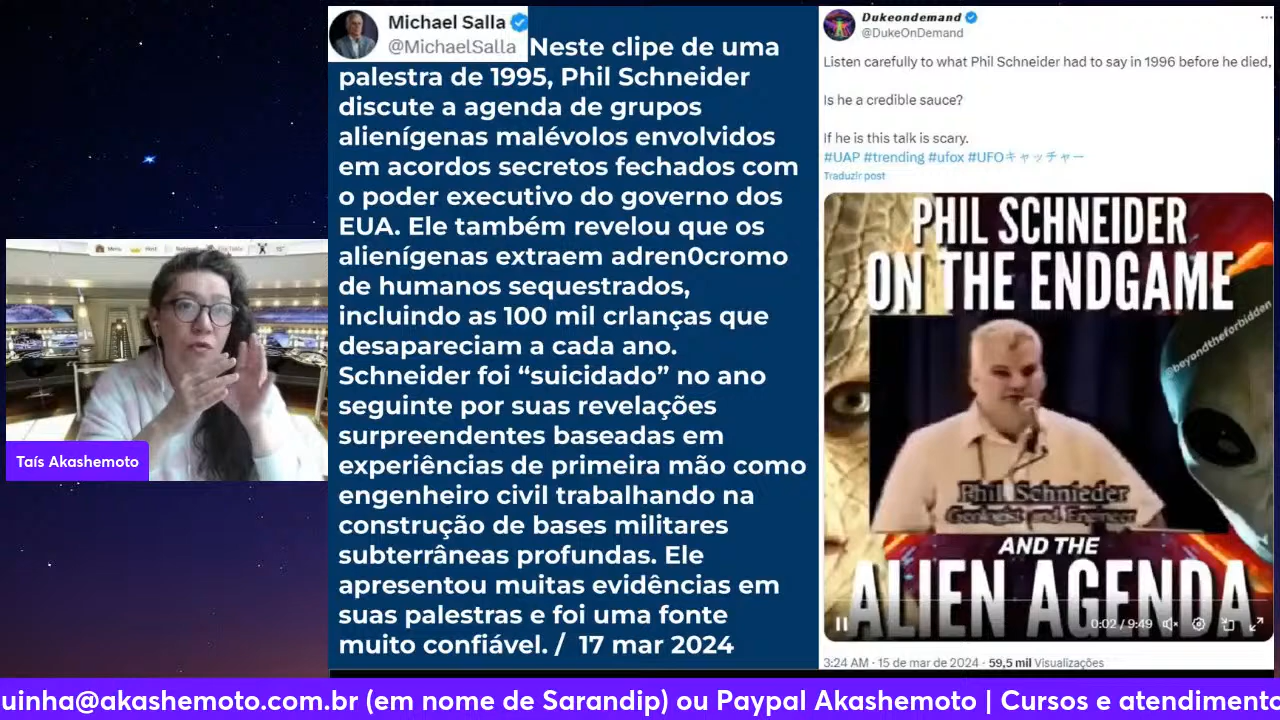 Michael Salla
@MichaelSalla
Neste clipe de uma
palestra de 1995, Phil Schneider
discute a agenda de grupos
alienígenas malévolos envolvidos
em acordos secretos fechados com
o poder executivo do governo dos
EUA. Ele também revelou que os
alienígenas extraem adren0cromo
de humanos sequestrados,
incluindo as 100 mil crlanças que
desapareciam a cada ano.
Schneider foi “suicidado” no ano
seguinte por suas revelações
surpreendentes baseadas em
experiências de primeira mão como
engenheiro civil trabalhando na
construção de bases militares
subterrâneas profundas. Ele
apresentou muitas evidências em
suas palestras e foi uma fonte
muito confiável. / 17 mar 2024
Dukeondemand
@DukeOnDemand
Listen carefully to what Phil Schneider had to say in 1996 before he died,
Is he a credible sauce?
If he is this talk is scary.
#UAP #trending #ufox #UFOキャッチャー
Traduzir post
PHIL SCHNEIDER
ON THE ENDGAME
@beyondtheforbidden
Phil Schnieder
Geologist and Engineer
AND THE
ALIEN AGENDA
0:02 / 9:49
3:24 AM · 15 de mar de 2024 · 59,5 mil Visualizações
Menu
Host
Taís Akashemoto
uinha@akashemoto.com.br (em nome de Sarandip) ou Paypal Akashemoto | Cursos e atendimento